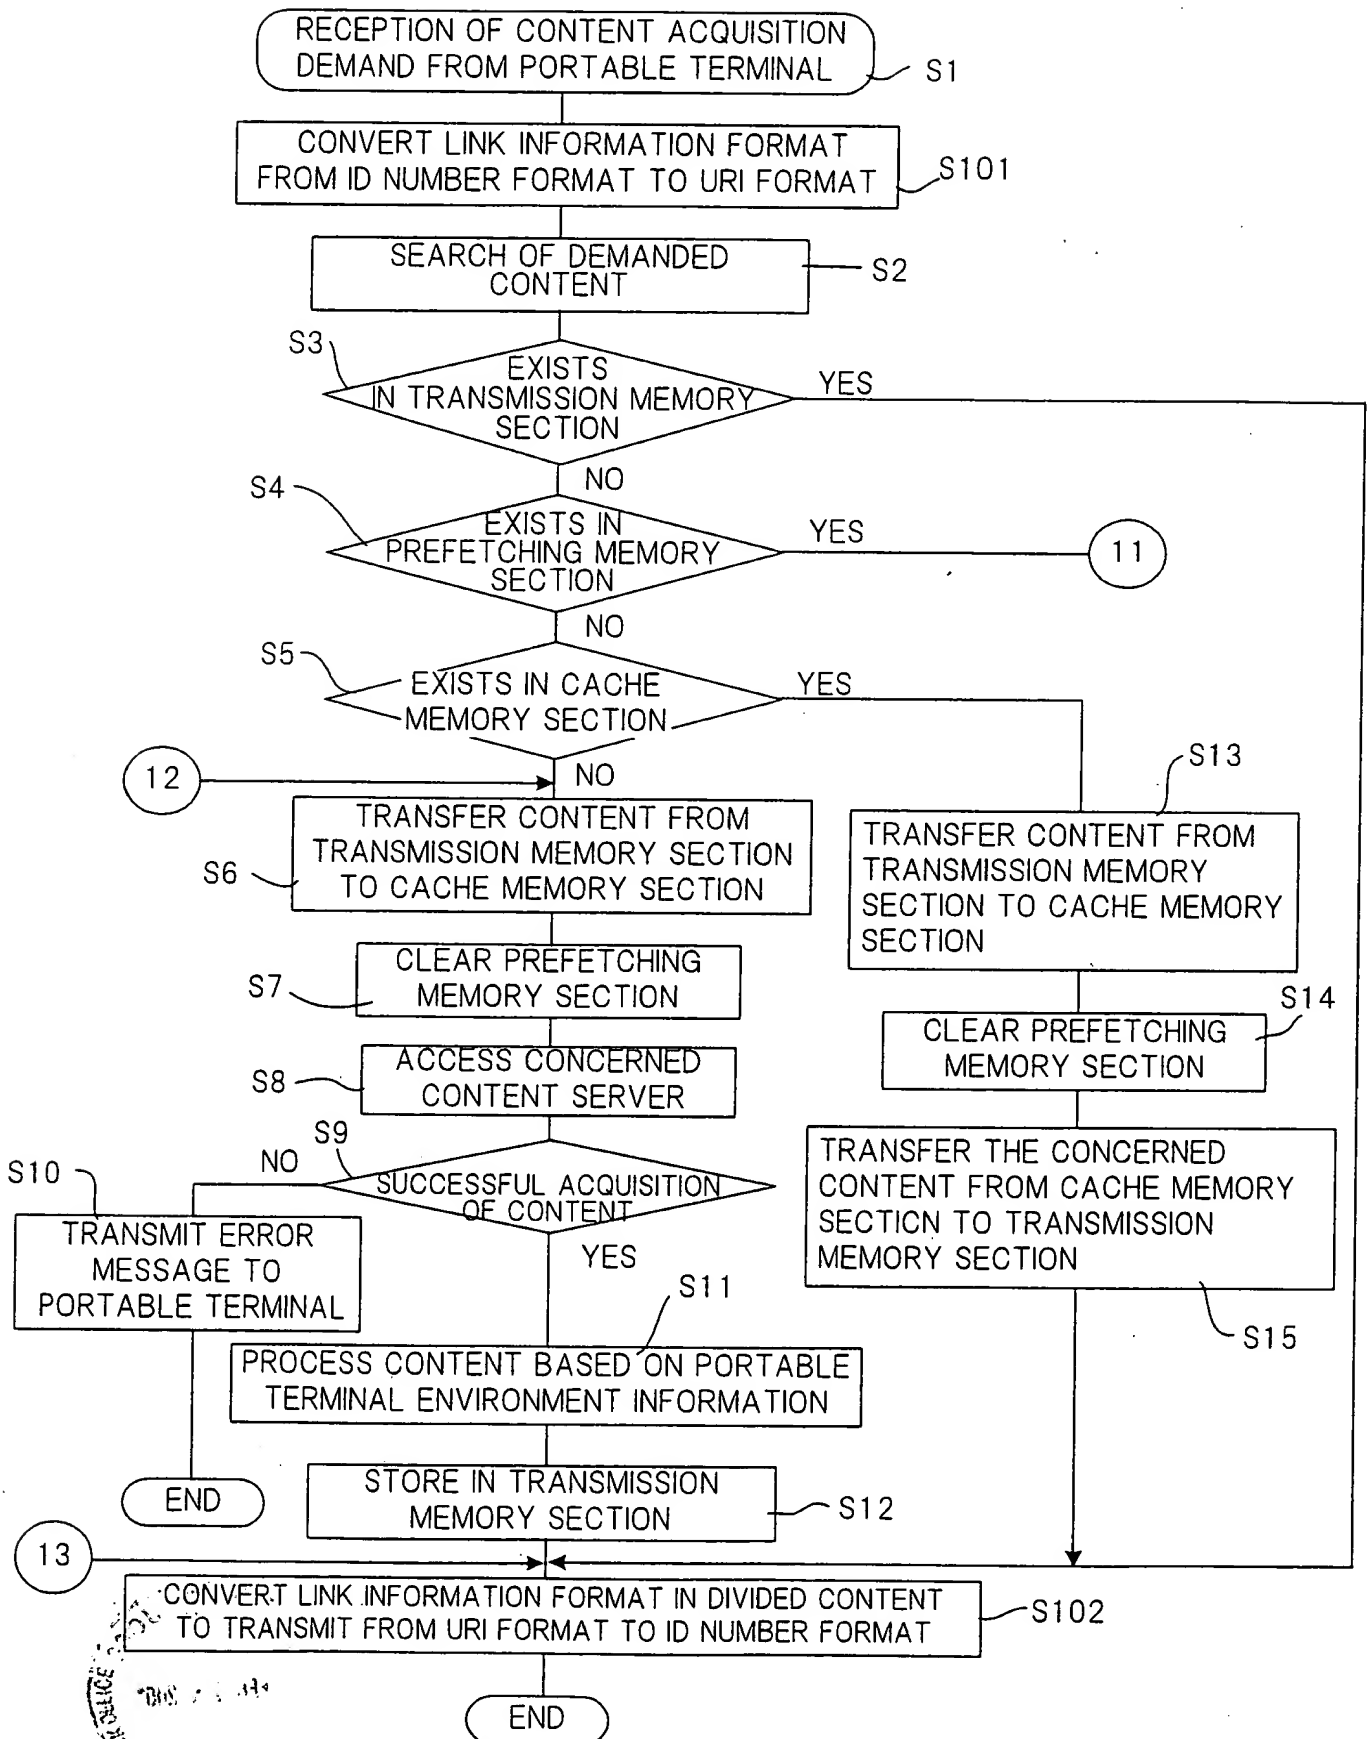 RECEPTION OF CONTENT ACQUISITION
DEMAND FROM PORTABLE TERMINAL
S1
CONVERT LINK INFORMATION FORMAT
FROM ID NUMBER FORMAT TO URI FORMAT
S101
SEARCH OF DEMANDED
CONTENT
S2
S3
EXISTS
IN TRANSMISSION MEMORY
SECTION
YES
NO
S4
EXISTS IN
PREFETCHING MEMORY
SECTION
YES
11
NO
S5
EXISTS IN CACHE
MEMORY SECTION
YES
12
NO
S6
TRANSFER CONTENT FROM
TRANSMISSION MEMORY SECTION
TO CACHE MEMORY SECTION
S13
TRANSFER CONTENT FROM
TRANSMISSION MEMORY
SECTION TO CACHE MEMORY
SECTION
S7
CLEAR PREFETCHING
MEMORY SECTION
S14
CLEAR PREFETCHING
MEMORY SECTION
S8
ACCESS CONCERNED
CONTENT SERVER
S9
SUCCESSFUL ACQUISITION
OF CONTENT
NO
YES
S10
TRANSMIT ERROR
MESSAGE TO
PORTABLE TERMINAL
TRANSFER THE CONCERNED
CONTENT FROM CACHE MEMORY
SECTICN TO TRANSMISSION
MEMORY SECTION
S15
S11
PROCESS CONTENT BASED ON PORTABLE
TERMINAL ENVIRONMENT INFORMATION
END
STORE IN TRANSMISSION
MEMORY SECTION
S12
13
CONVERT LINK INFORMATION FORMAT IN DIVIDED CONTENT
TO TRANSMIT FROM URI FORMAT TO ID NUMBER FORMAT
S102
END